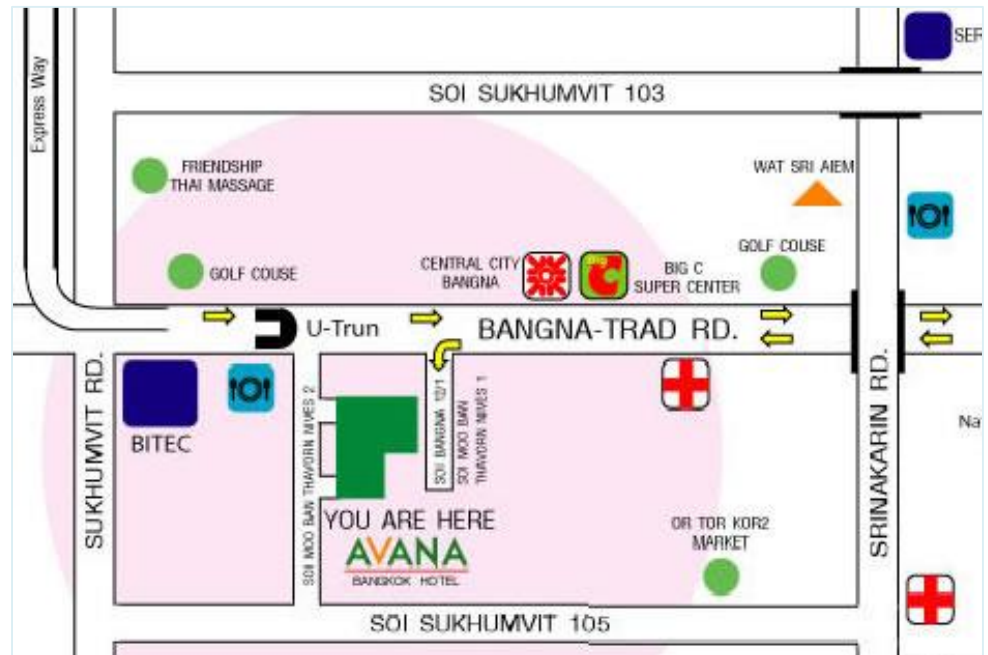 SER
Express Way
SOI SUKHUMVIT 103
FRIENDSHIP
THAI MASSAGE
WAT SRI AIEM
GOLF COUSE
GOLF COUSE
CENTRAL CITY
BANGNA
Big
C
BIG C
SUPER CENTER
U-Trun
BANGNA-TRAD RD.
SUKHUMVIT RD.
BITEC
SOI MOO BAN THAVORN NIVES 2
SOI BANGNA 12/1
SOI MOO BAN
THAVORN NIVES 1
SRINAKARIN RD.
Na
YOU ARE HERE
AVANA
BANGKOK HOTEL
OR TOR KOR2
MARKET
SOI SUKHUMVIT 105